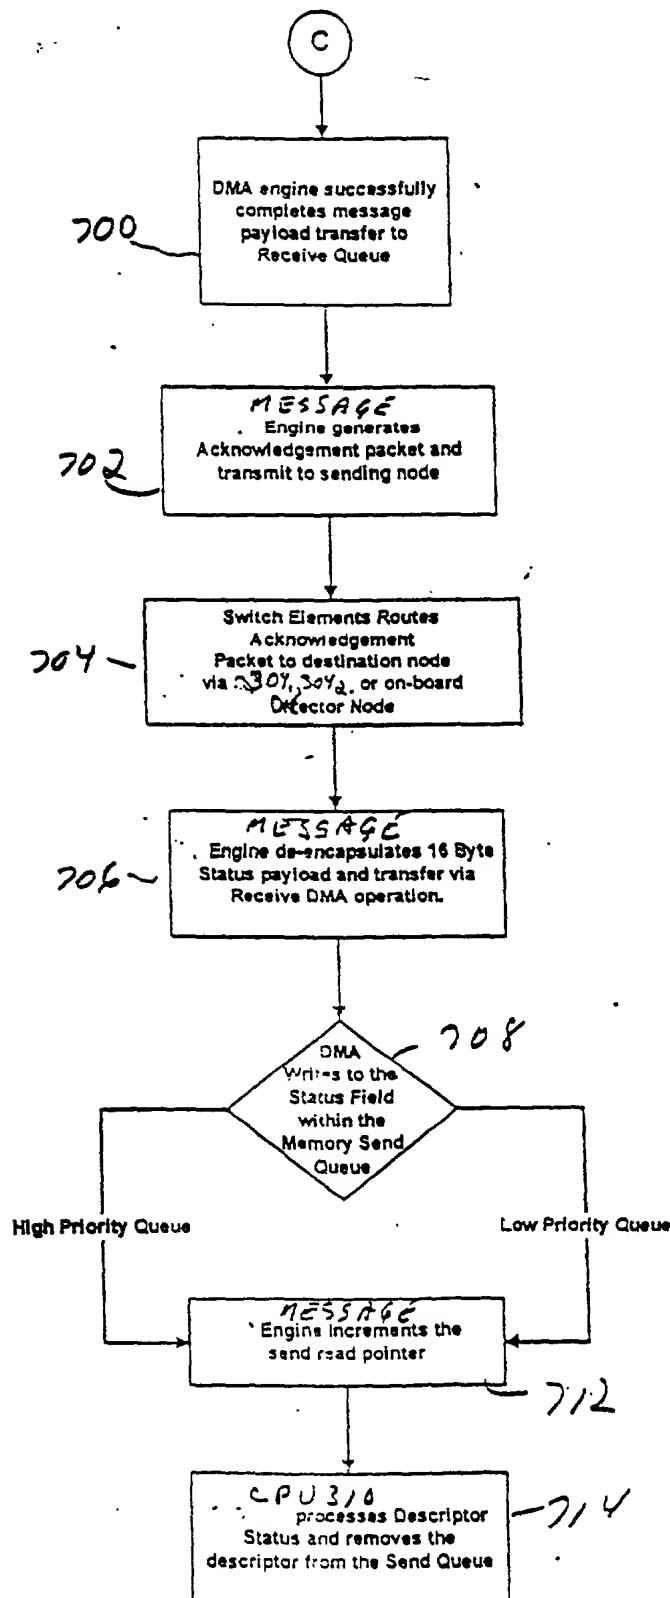 C
DMA engine successfully
completes message
payload transfer to
Receive Queue
700
MESSAGE
Engine generates
Acknowledgement packet and
transmit to sending node
702
Switch Elements Routes
Acknowledgement
Packet to destination node
via 304, 304₂, or on-board
Director Node
704
MESSAGE
Engine de-encapsulates 16 Byte
Status payload and transfer via
Receive DMA operation.
706
DMA
Writes to the
Status Field
within the
Memory Send
Queue
708
High Priority Queue
Low Priority Queue
MESSAGE
Engine increments the
send read pointer
712
CPU 310
processes Descriptor
Status and removes the
descriptor from the Send Queue
714